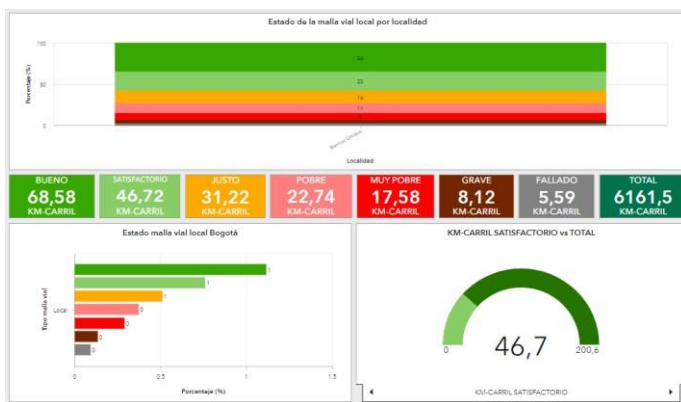 Estado de la malla vial local por localidad
Porcentaje (%)
100
50
0
34
23
16
11
Barrios Unidos
Localidad
BUENO
68,58
KM-CARRIL
SATISFACTORIO
46,72
KM-CARRIL
JUSTO
31,22
KM-CARRIL
POBRE
22,74
KM-CARRIL
MUY POBRE
17,58
KM-CARRIL
GRAVE
8,12
KM-CARRIL
FALLADO
5,59
KM-CARRIL
TOTAL
6161,5
KM-CARRIL
Estado malla vial local Bogotá
Tipo malla vial
Local
1
1
1
0
0
0
0
0
0.5
1
1.5
Porcentaje (%)
KM-CARRIL SATISFACTORIO vs TOTAL
0
46,7
200,6
KM-CARRIL SATISFACTORIO